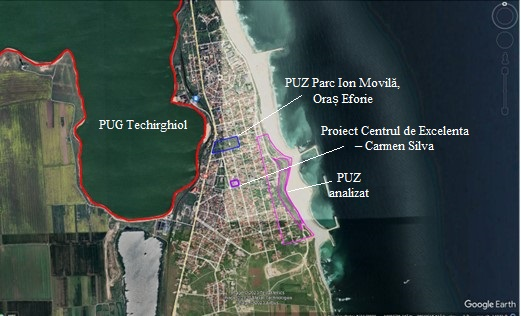 PUZ Parc Ion Movilă,
Oraș Eforie
PUG Techirghiol
Proiect Centrul de Excelenta
– Carmen Silva
PUZ
analizat
Google Earth